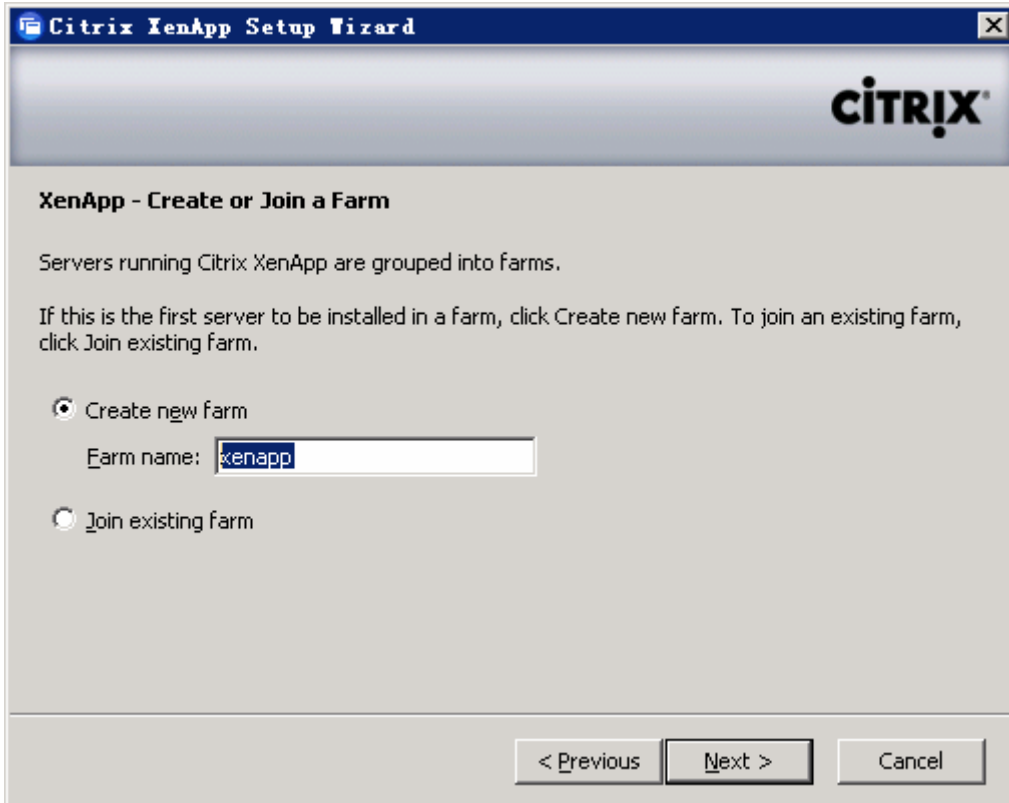 Citrix XenApp Setup Wizard
CİTRİX
XenApp - Create or Join a Farm
Servers running Citrix XenApp are grouped into farms.
If this is the first server to be installed in a farm, click Create new farm. To join an existing farm,
click Join existing farm.
Create new farm
Farm name: xenapp
Join existing farm
< Previous Next > Cancel